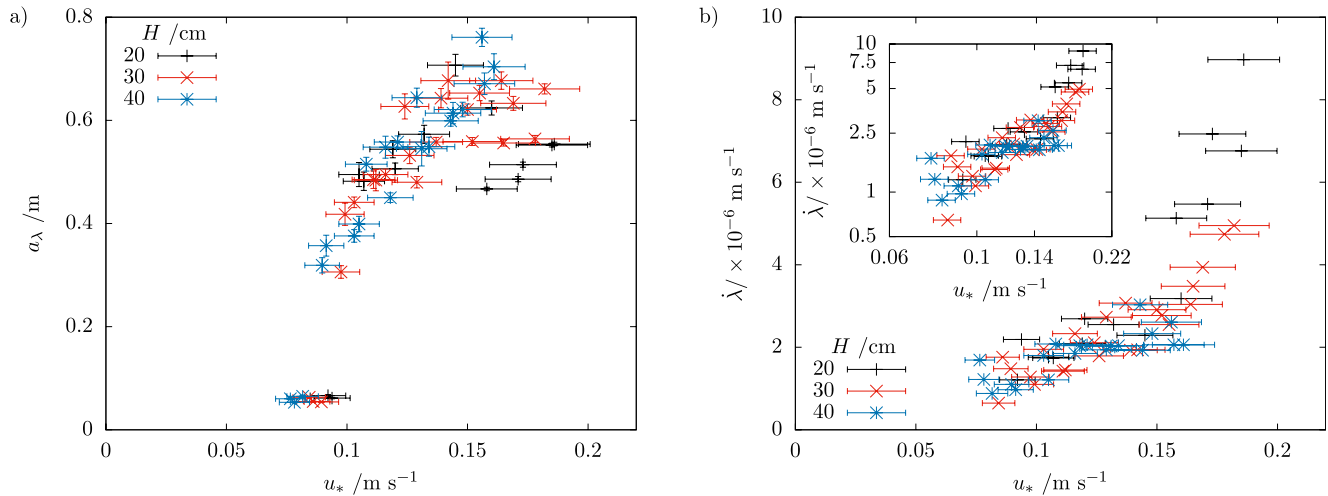 a)
H /cm
20
30
40
0.8
0.6
0.4
0.2
0
a_λ /m
0 0.05 0.1 0.15 0.2
u_* /m s⁻¹
b)
10
8
6
4
2
0
λ̇/ × 10⁻⁶ m s⁻¹
10
7.5
5
2.5
1
0.5
λ̇/ × 10⁻⁶ m s⁻¹
0.06 0.1 0.14 0.22
u_* /m s⁻¹
H /cm
20
30
40
0 0.05 0.1 0.15 0.2
u_* /m s⁻¹